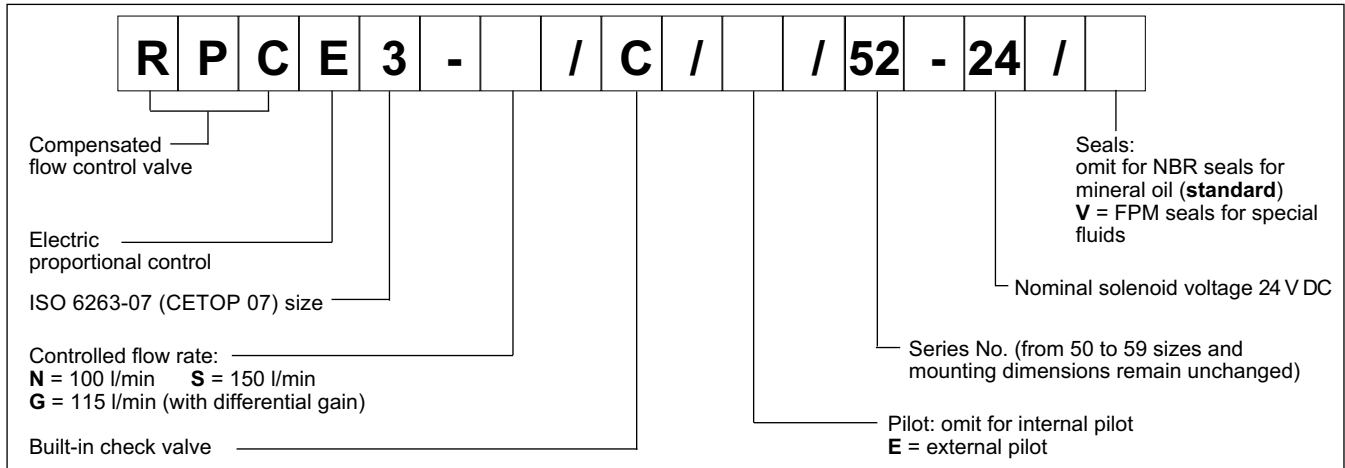 R P C E 3 - / C / / 52 - 24 /
Compensated
flow control valve
Electric
proportional control
ISO 6263-07 (CETOP 07) size
Controlled flow rate:
N = 100 l/min S = 150 l/min
G = 115 l/min (with differential gain)
Built-in check valve
Seals:
omit for NBR seals for
mineral oil (standard)
V = FPM seals for special
fluids
Nominal solenoid voltage 24 V DC
Series No. (from 50 to 59 sizes and
mounting dimensions remain unchanged)
Pilot: omit for internal pilot
E = external pilot